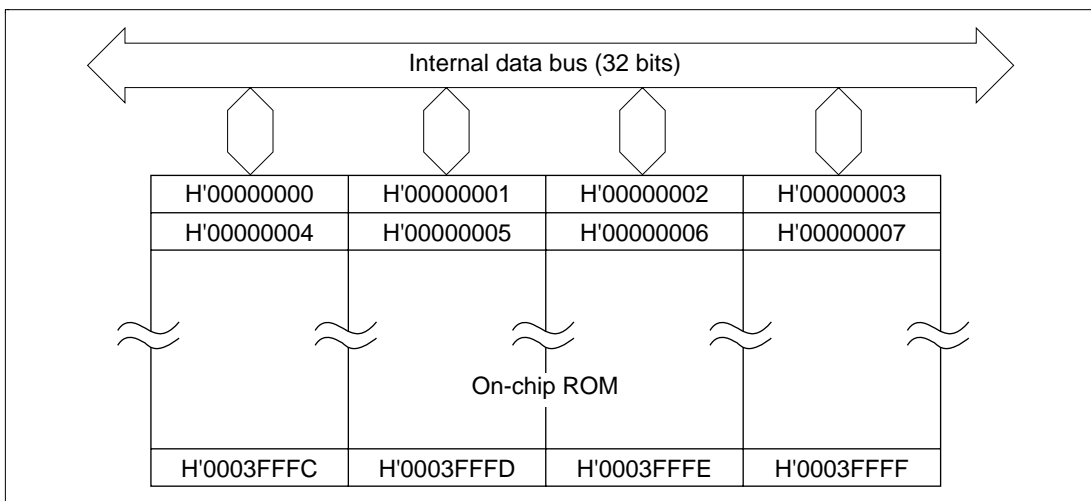 Internal data bus (32 bits)
H'00000000 H'00000001 H'00000002 H'00000003
H'00000004 H'00000005 H'00000006 H'00000007
On-chip ROM
H'0003FFFC H'0003FFFD H'0003FFFE H'0003FFFF